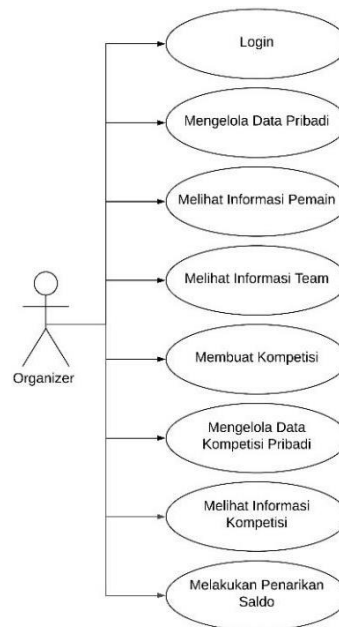 Login
Mengelola Data Pribadi
Melihat Informasi Pemain
Melihat Informasi Team
Organizer
Membuat Kompetisi
Mengelola Data
Kompetisi Pribadi
Melihat Informasi
Kompetisi
Melakukan Penarikan
Saldo